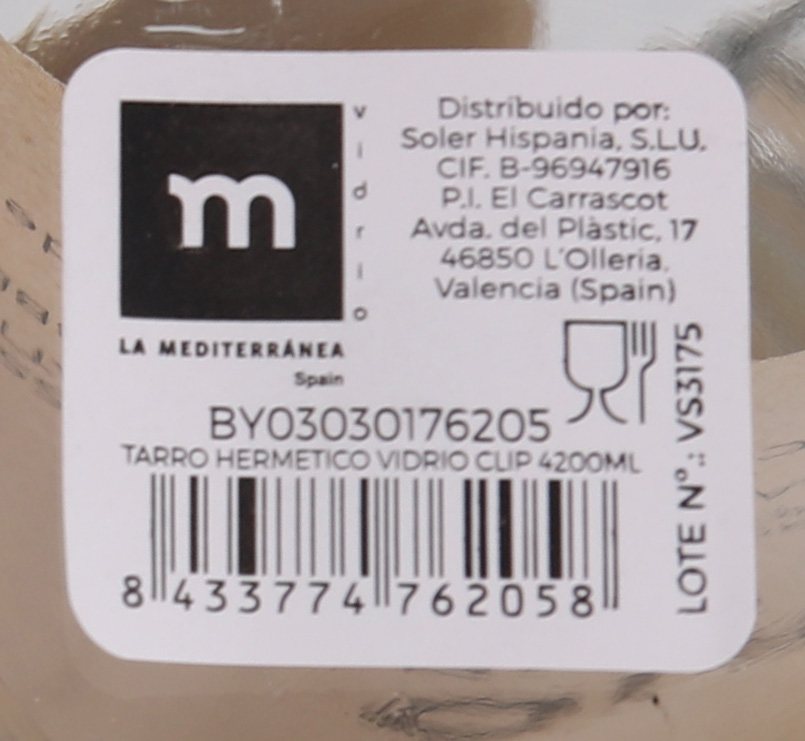 m
vidrio
LA MEDITERRÁNEA
Spain
Distribuido por:
Soler Hispania, S.L.U.
CIF. B-96947916
P.I. El Carrascot
Avda. del Plàstic, 17
46850 L'Olleria,
Valencia (Spain)
BY03030176205
TARRO HERMETICO VIDRIO CLIP 4200ML
8 433774 762058
LOTE Nº.: VS3175